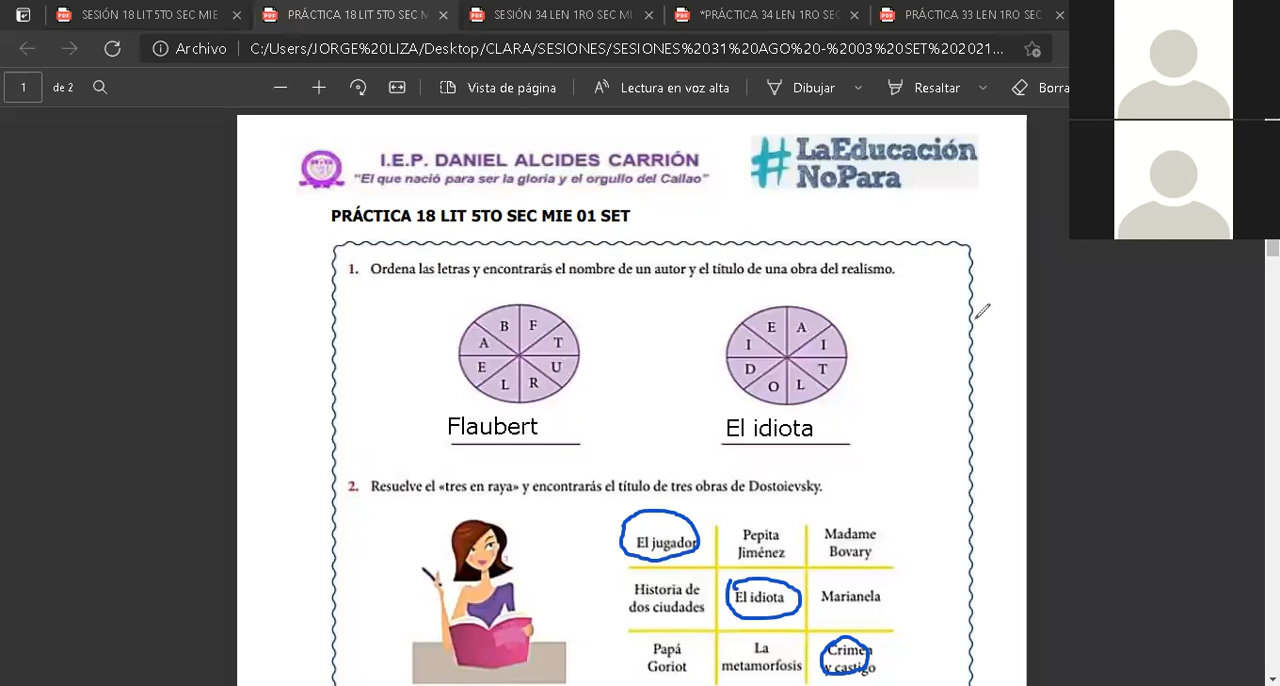 SESIÓN 18 LIT 5TO SEC MIE
PRÁCTICA 18 LIT 5TO SEC M
SESIÓN 34 LEN 1RO SEC MI
*PRÁCTICA 34 LEN 1RO SEC
PRÁCTICA 33 LEN 1RO SEC
Archivo
C:/Users/JORGE%20LIZA/Desktop/CLARA/SESIONES/SESIONES%2031%20AGO%20-%2003%20SET%202021...
1
de 2
Vista de página
Lectura en voz alta
Dibujar
Resaltar
Borra
I.E.P. DANIEL ALCIDES CARRIÓN
"El que nació para ser la gloria y el orgullo del Callao"
#LaEducación
NoPara
PRÁCTICA 18 LIT 5TO SEC MIE 01 SET
1. Ordena las letras y encontrarás el nombre de un autor y el título de una obra del realismo.
B F
A T
E U
L R
E A
I I
D T
O L
Flaubert
El idiota
2. Resuelve el «tres en raya» y encontrarás el título de tres obras de Dostoievsky.
El jugador
Pepita
Jiménez
Madame
Bovary
Historia de
dos ciudades
El idiota
Marianela
Papá
Goriot
La
metamorfosis
Crimen
y castigo